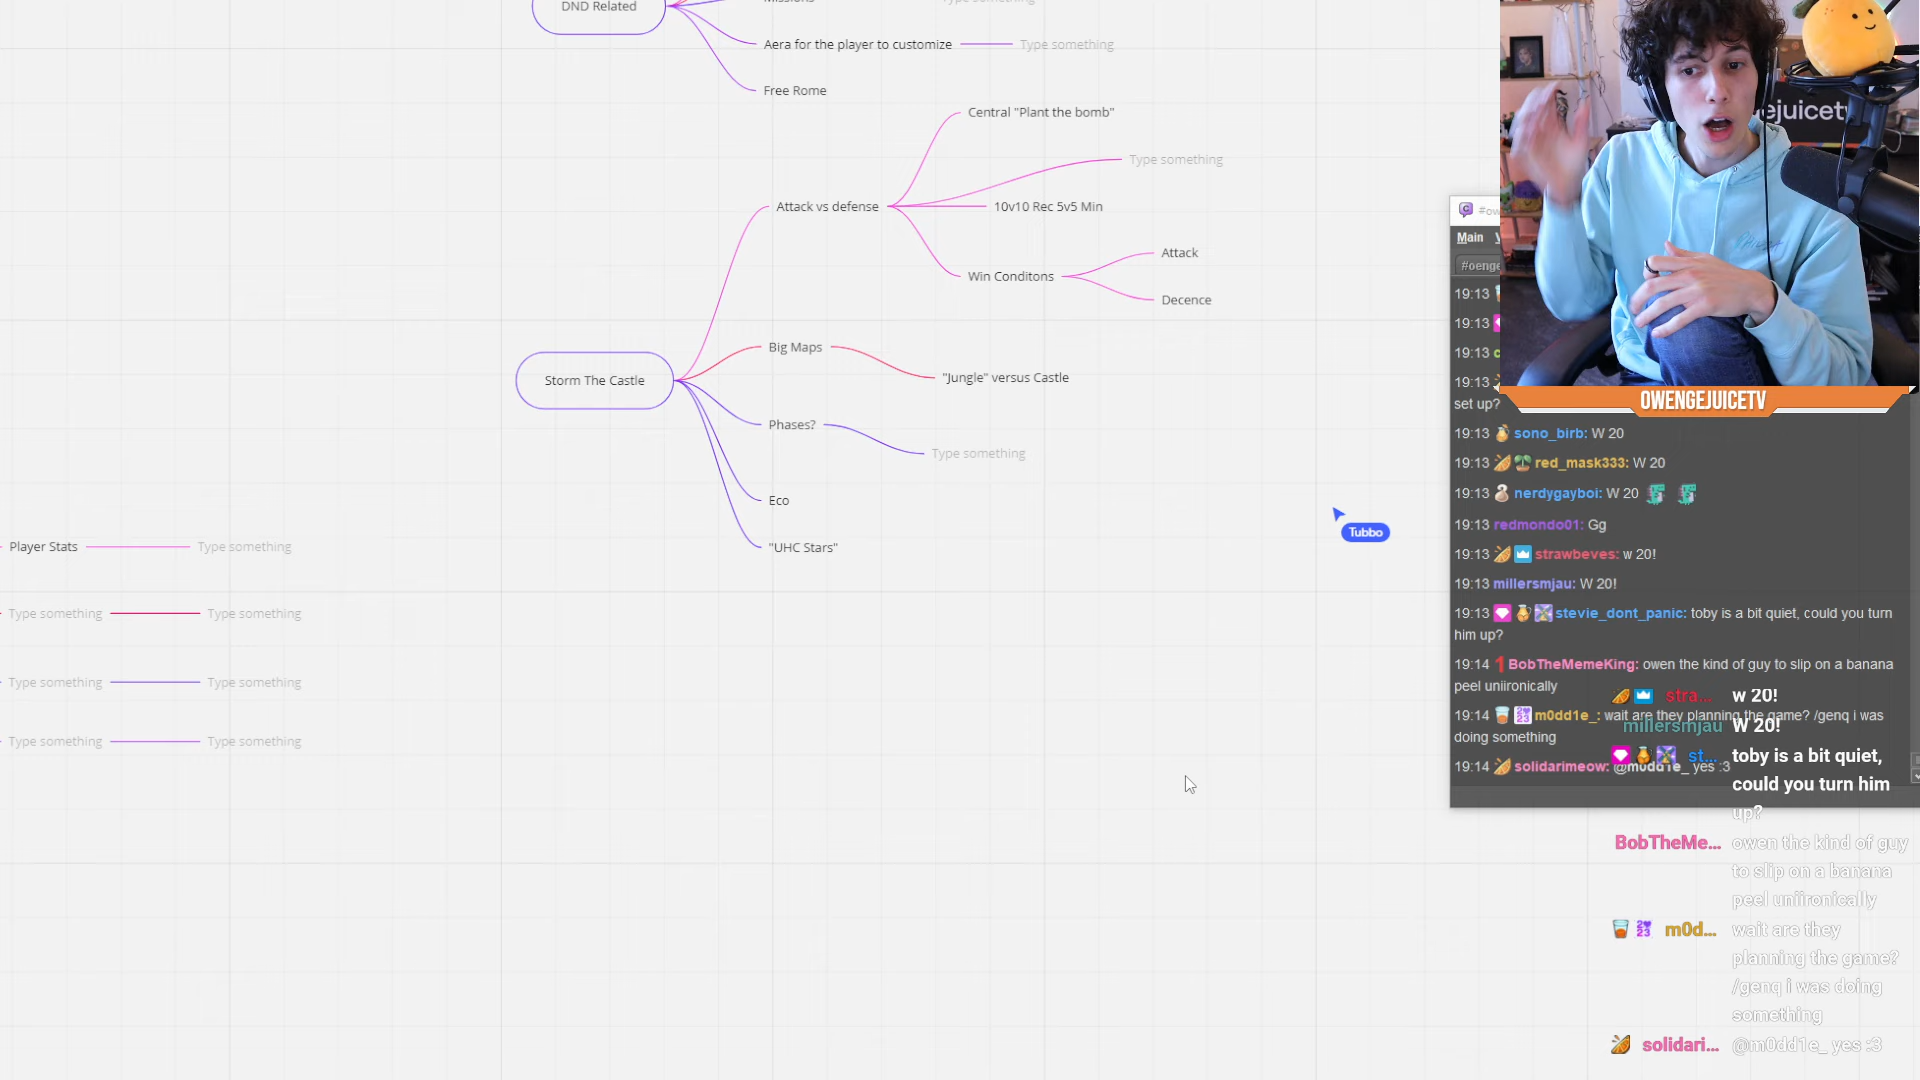 DND Related
Type something
Aera for the player to customize
Type something
Free Rome
Central "Plant the bomb"
Type something
Attack vs defense
10v10 Rec 5v5 Min
Win Conditons
Attack
Decence
Big Maps
"Jungle" versus Castle
Storm The Castle
Phases?
Type something
Eco
"UHC Stars"
Tubbo
Player Stats
Type something
Type something
Type something
Type something
Type something
Type something
Type something
ejuicetv
OWENGEJUICETV
Main
#oenge
19:13
19:13
19:13
19:13
set up?
19:13 sono_birb: W 20
19:13 red_mask333: W 20
19:13 nerdygayboi: W 20
19:13 redmondo01: Gg
19:13 strawbeves: w 20!
19:13 millersmjau: W 20!
19:13 stevie_dont_panic: toby is a bit quiet, could you turn
him up?
19:14 BobTheMemeKing: owen the kind of guy to slip on a banana
peel uniironically
19:14 m0dd1e_: wait are they planning the game? /genq i was
doing something
19:14 solidarimeow: @m0dd1e_ yes :3
stra... w 20!
millersmjau W 20!
st... toby is a bit quiet,
could you turn him
up?
BobTheMe... owen the kind of guy
to slip on a banana
peel uniironically
m0d... wait are they
planning the game?
/genq i was doing
something
solidari... @m0dd1e_ yes :3